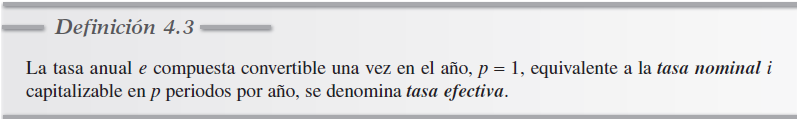 Definición 4.3
La tasa anual e compuesta convertible una vez en el año, p = 1, equivalente a la tasa nominal i
capitalizable en p periodos por año, se denomina tasa efectiva.